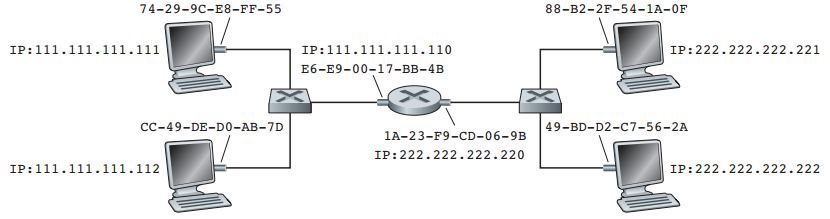 74-29-9C-E8-FF-55
88-B2-2F-54-1A-0F
IP:111.111.111.111
IP:111.111.111.110
IP:222.222.222.221
E6-E9-00-17-BB-4B
CC-49-DE-D0-AB-7D
1A-23-F9-CD-06-9B
49-BD-D2-C7-56-2A
IP:222.222.222.220
IP:111.111.111.112
IP:222.222.222.222